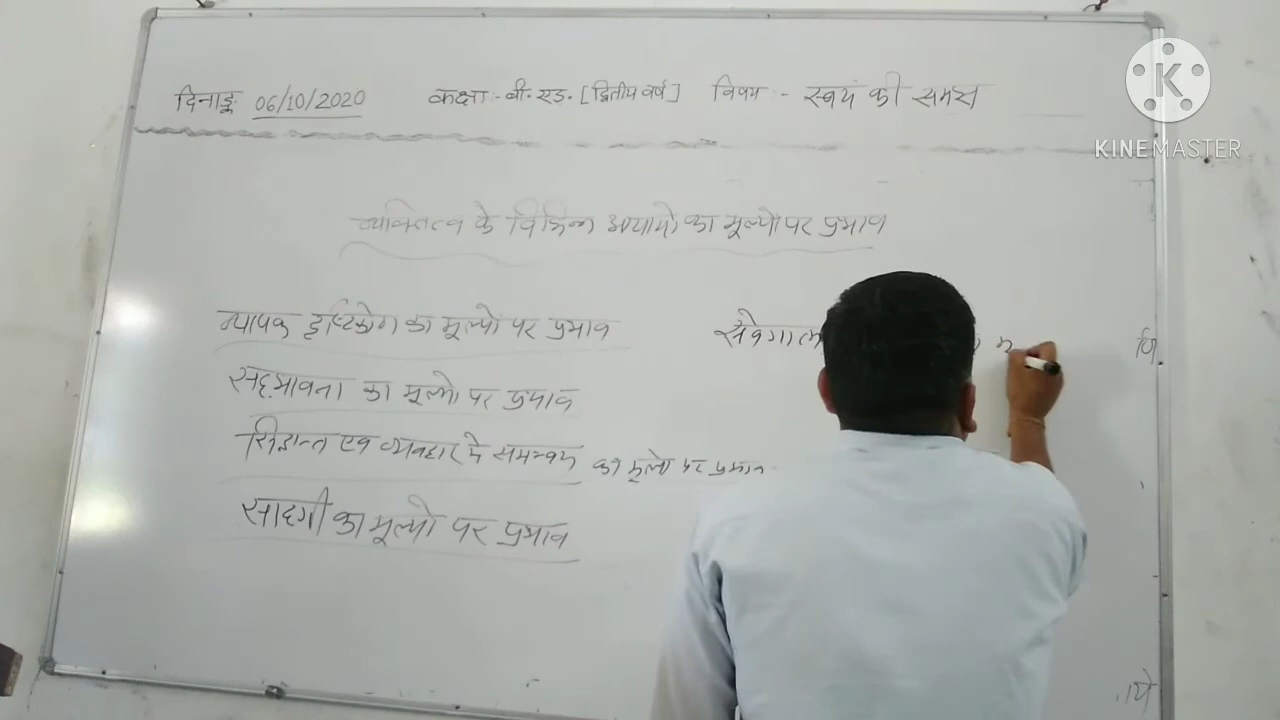 दिनाङ्क: 06/10/2020 कक्षा:- बी. एड. [द्वितीय वर्ष] विषय :- स्वयं की समझ
KINEMASTER
व्यक्तित्व के विभिन्न आयामो का मूल्यो पर प्रभाव
व्यापक दृष्टिकोण का मूल्यो पर प्रभाव
सद्भावना का मूल्यो पर प्रभाव
सिद्धान्त एवं व्यवहार मे समन्वय का मूल्यो पर प्रभाव
सादगी का मूल्यो पर प्रभाव